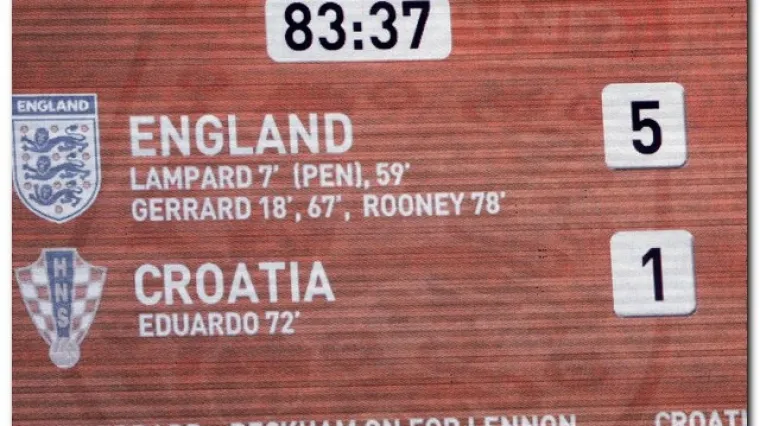 83:37
ENGLAND
ENGLAND
5
LAMPARD 7' (PEN), 59'
GERRARD 18', 67', ROONEY 78'
HNS
CROATIA
1
EDUARDO 72'
BECKHAM ON FOR LENNON CROATI